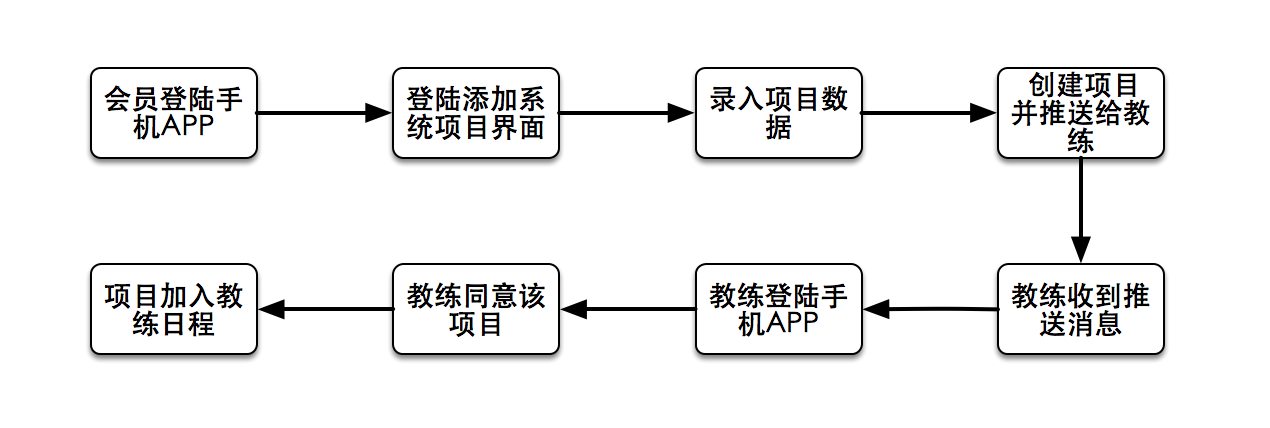 会员登陆手
机APP
登陆添加系
统项目界面
录入项目数
据
创建项目
并推送给教
练
教练收到推
送消息
教练登陆手
机APP
教练同意该
项目
项目加入教
练日程